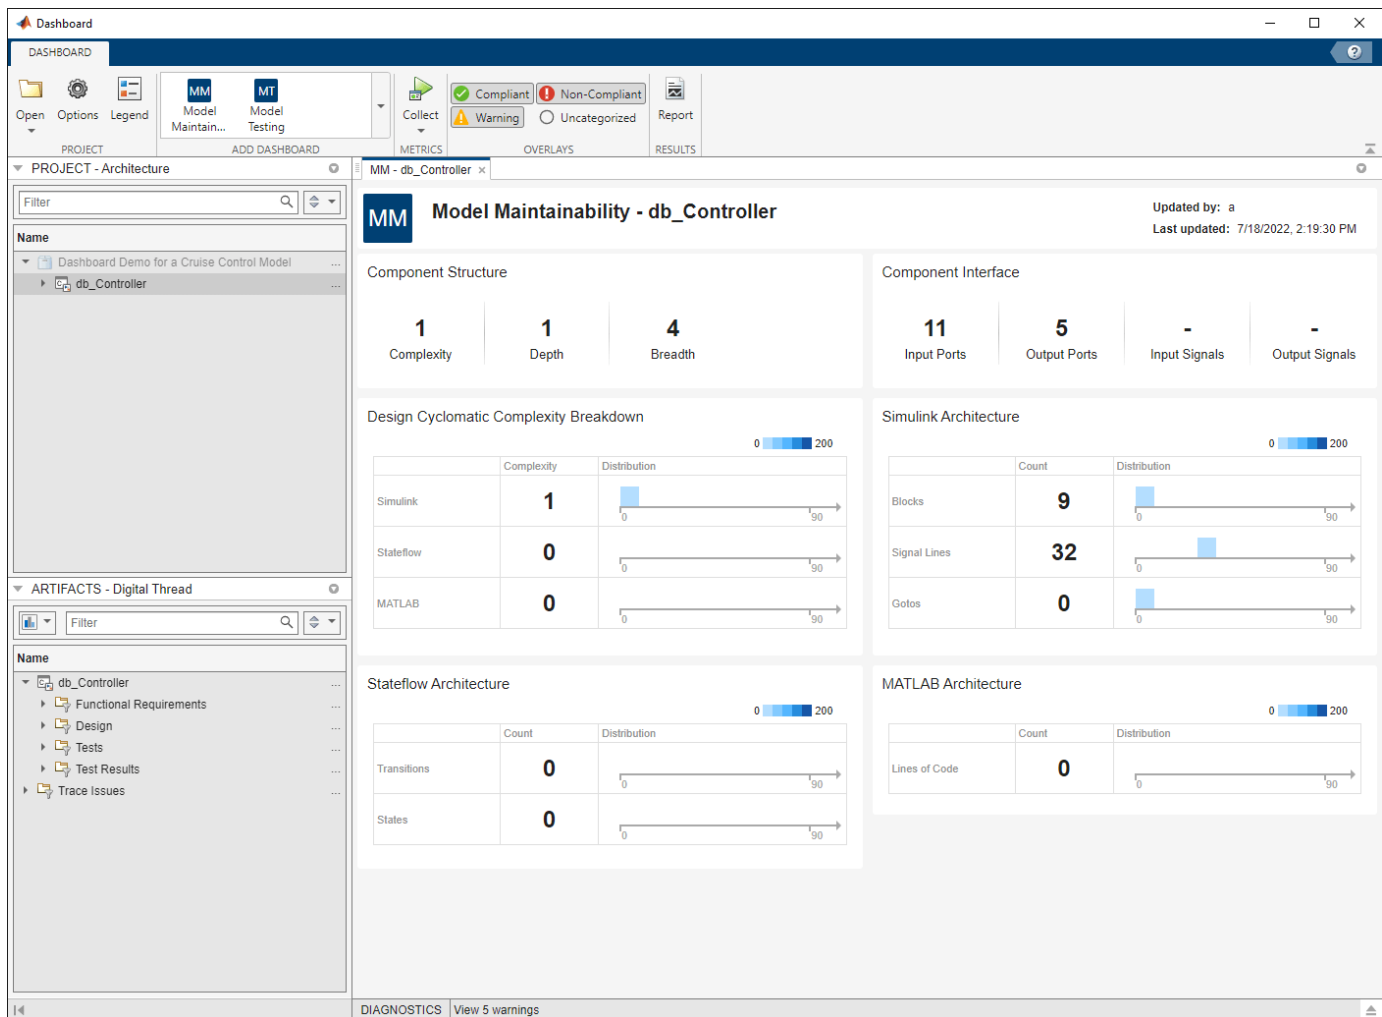 Dashboard
DASHBOARD
?
Open
Options
Legend
MM
Model
Maintain...
MT
Model
Testing
Collect
Compliant
Non-Compliant
Warning
Uncategorized
Report
PROJECT
ADD DASHBOARD
METRICS
OVERLAYS
RESULTS
PROJECT - Architecture
Filter
Name
Dashboard Demo for a Cruise Control Model ...
db_Controller ...
ARTIFACTS - Digital Thread
Filter
Name
db_Controller ...
Functional Requirements ...
Design ...
Tests ...
Test Results ...
Trace Issues ...
MM - db_Controller ×
MM
Model Maintainability - db_Controller
Updated by: a
Last updated: 7/18/2022, 2:19:30 PM
Component Structure
1
Complexity
1
Depth
4
Breadth
Component Interface
11
Input Ports
5
Output Ports
-
Input Signals
-
Output Signals
Design Cyclomatic Complexity Breakdown
0 200
Complexity Distribution
Simulink 1
0 90
Stateflow 0
0 90
MATLAB 0
0 90
Simulink Architecture
0 200
Count Distribution
Blocks 9
0 90
Signal Lines 32
0 90
Gotos 0
0 90
Stateflow Architecture
0 200
Count Distribution
Transitions 0
0 90
States 0
0 90
MATLAB Architecture
0 200
Count Distribution
Lines of Code 0
0 90
DIAGNOSTICS View 5 warnings